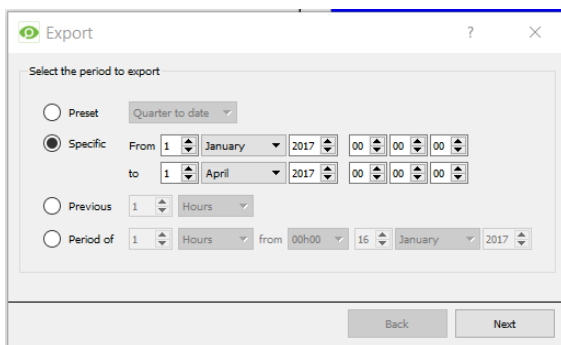 Export ?
Select the period to export
Preset Quarter to date
Specific From 1 January 2017 00 00 00
to 1 April 2017 00 00 00
Previous 1 Hours
Period of 1 Hours from 00h00 16 January 2017
Back Next